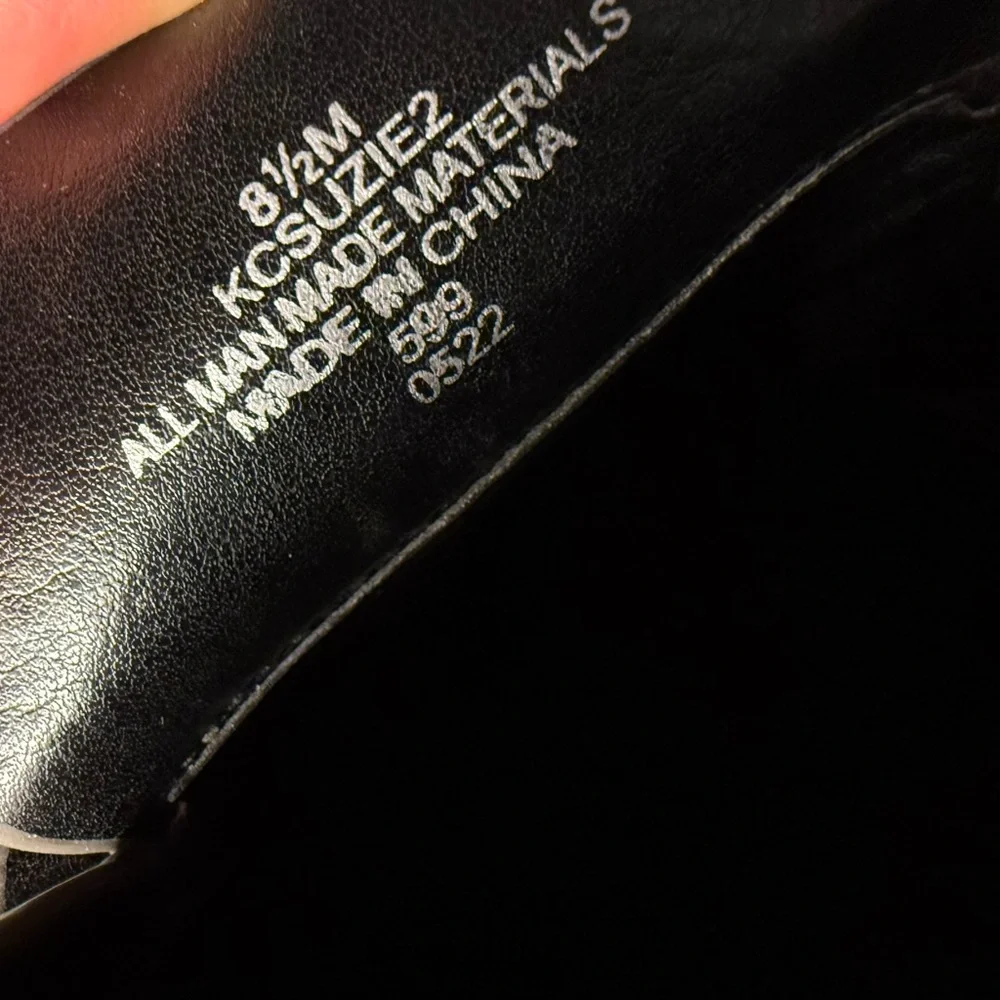 8½M
KCSUZIE2
ALL MAN MADE MATERIALS
MADE IN CHINA
599
0522